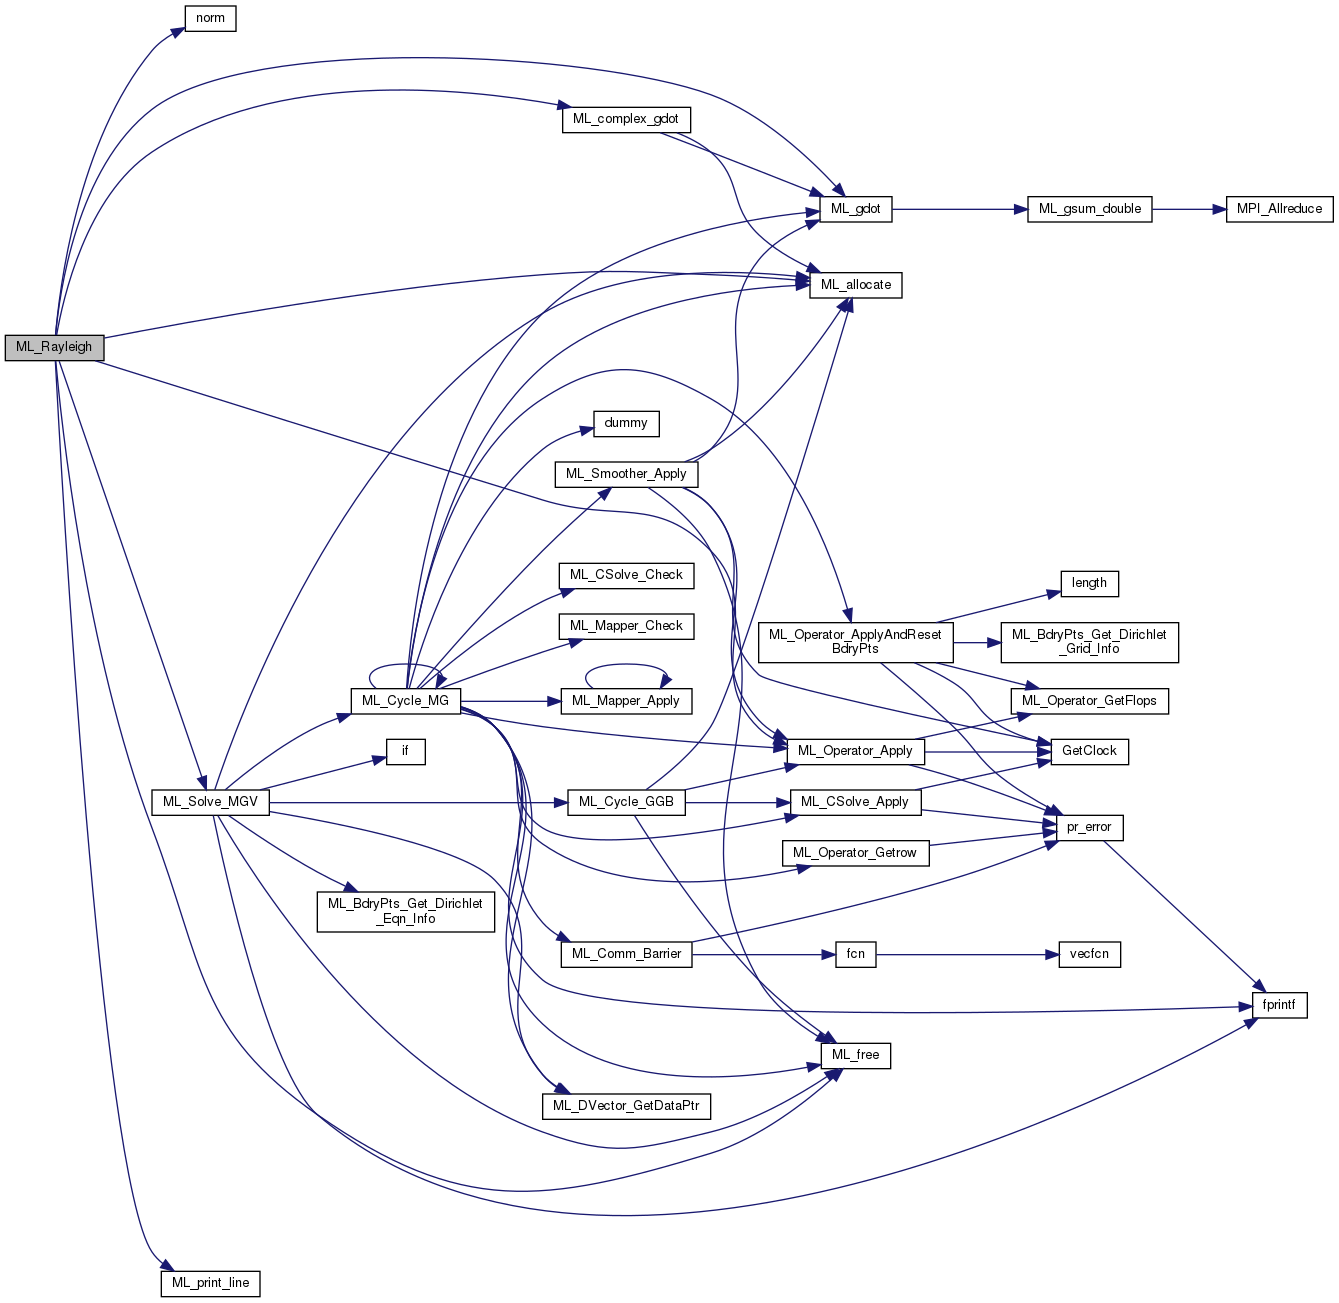 norm
ML_complex_gdot
ML_gdot
ML_gsum_double
MPI_Allreduce
ML_allocate
ML_Rayleigh
dummy
ML_Smoother_Apply
ML_CSolve_Check
length
ML_Mapper_Check
ML_Operator_ApplyAndReset
BdryPts
ML_BdryPts_Get_Dirichlet
_Grid_Info
ML_Cycle_MG
ML_Mapper_Apply
ML_Operator_GetFlops
if
ML_Operator_Apply
GetClock
ML_Solve_MGV
ML_Cycle_GGB
ML_CSolve_Apply
pr_error
ML_Operator_Getrow
ML_BdryPts_Get_Dirichlet
_Eqn_Info
ML_Comm_Barrier
fcn
vecfcn
fprintf
ML_free
ML_DVector_GetDataPtr
ML_print_line